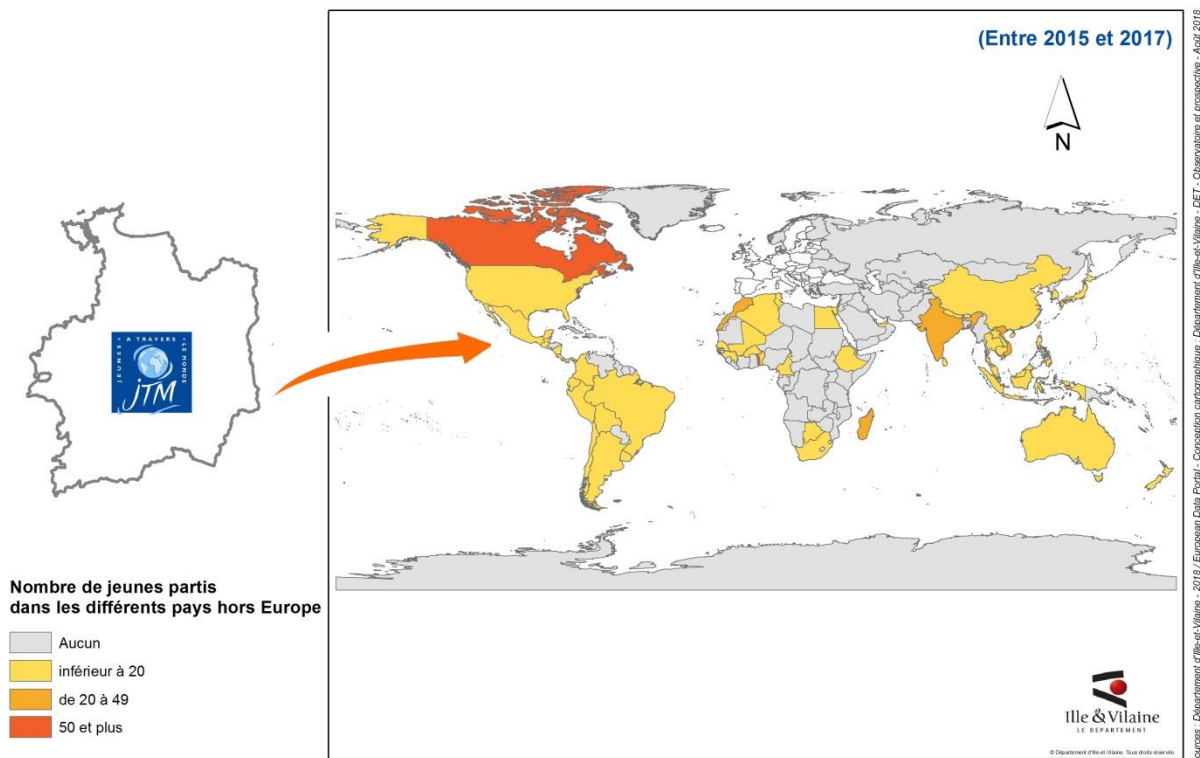 (Entre 2015 et 2017)
N
JEUNES • A TRAVERS • LE MONDE
jTM
Nombre de jeunes partis
dans les différents pays hors Europe
Aucun
inférieur à 20
de 20 à 49
50 et plus
Ille & Vilaine
LE DEPARTEMENT
© Département d'Ille-et-Vilaine. Tous droits réservés.
Sources : Département d'Ille-et-Vilaine - 2018 / Europen Data Portal - Conception cartographie : Département d'Ille-et-Vilaine - DET - Observatoire et prospective - Août 2018